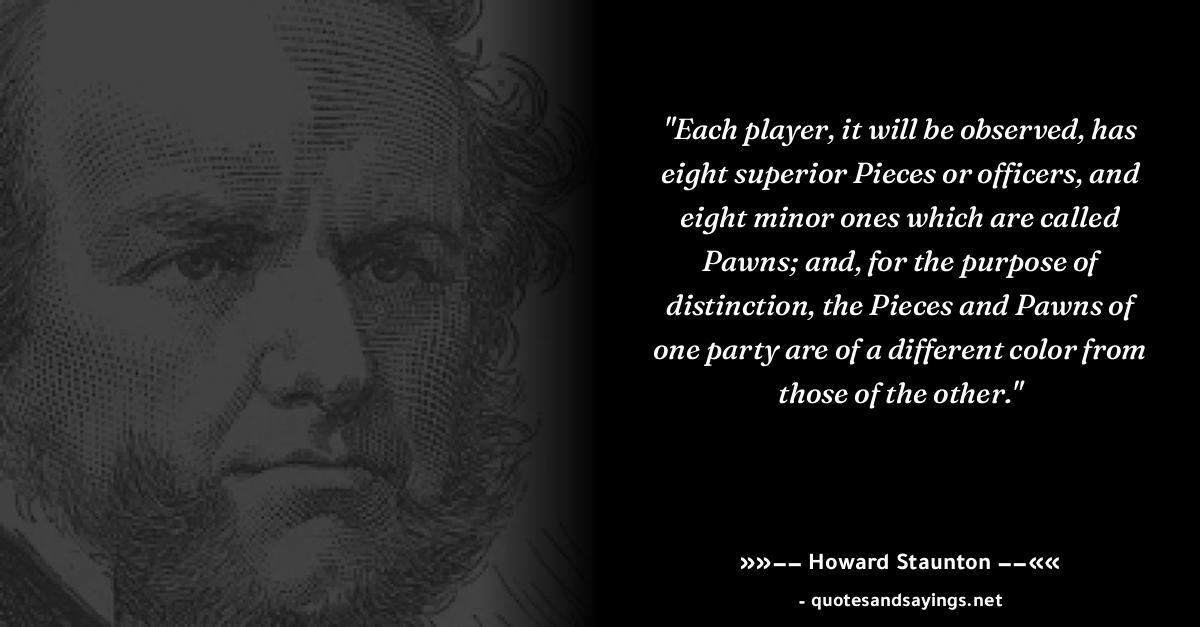 "Each player, it will be observed, has
eight superior Pieces or officers, and
eight minor ones which are called
Pawns; and, for the purpose of
distinction, the Pieces and Pawns of
one party are of a different color from
those of the other."
»»−− Howard Staunton −−««
- quotesandsayings.net